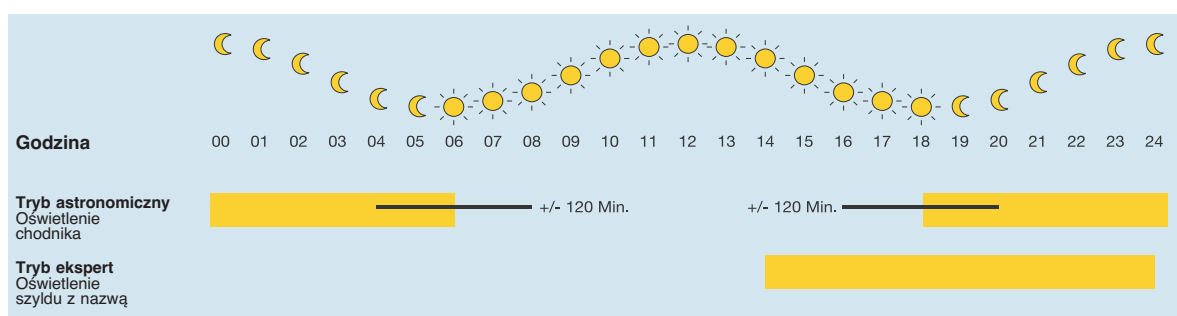 Godzina 00 01 02 03 04 05 06 07 08 09 10 11 12 13 14 15 16 17 18 19 20 21 22 23 24
Tryb astronomiczny
Oświetlenie
chodnika
+/- 120 Min. +/- 120 Min.
Tryb ekspert
Oświetlenie
szyldu z nazwą